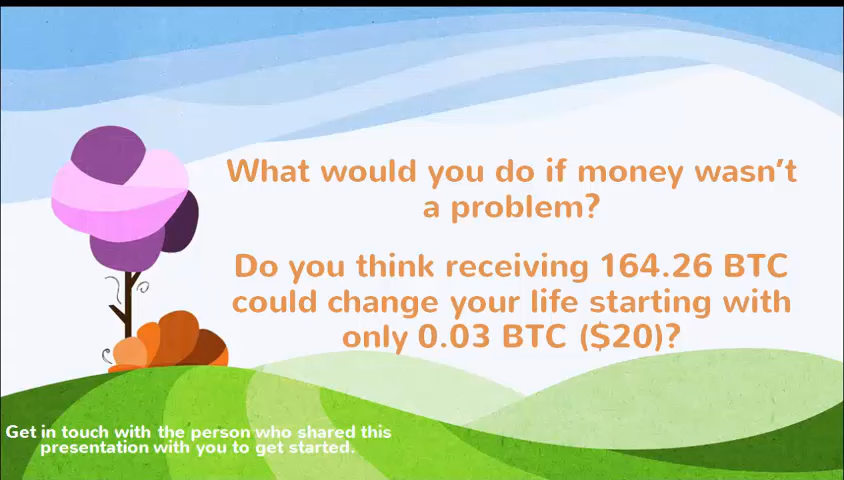 What would you do if money wasn't
a problem?
Do you think receiving 164.26 BTC
could change your life starting with
only 0.03 BTC ($20)?
Get in touch with the person who shared this
presentation with you to get started.